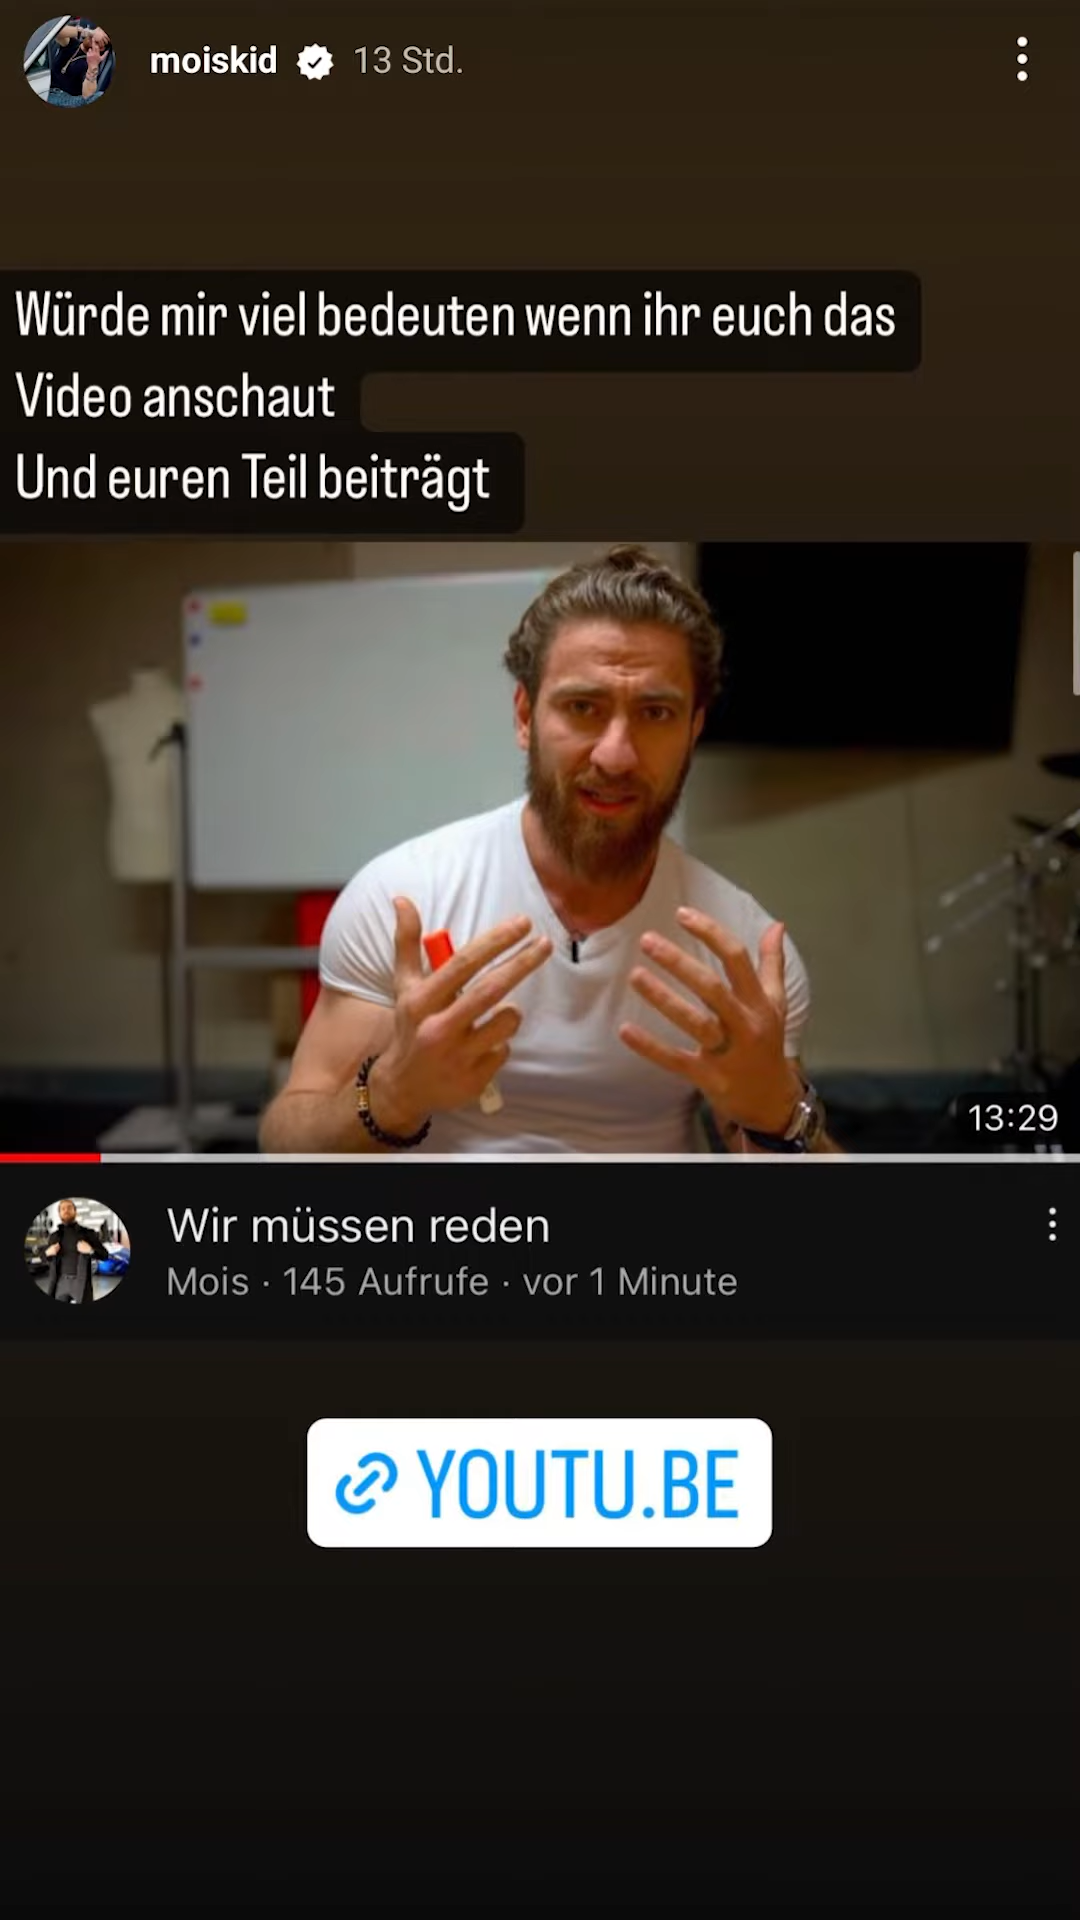 moiskid 13 Std.
Würde mir viel bedeuten wenn ihr euch das
Video anschaut
Und euren Teil beiträgt
13:29
Wir müssen reden
Mois · 145 Aufrufe · vor 1 Minute
YOUTU.BE